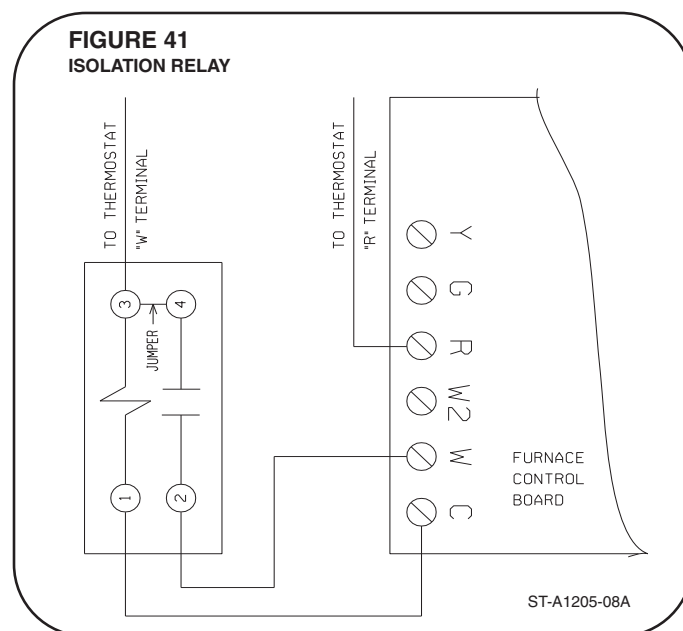 FIGURE 41
ISOLATION RELAY
TO THERMOSTAT
"W" TERMINAL
TO THERMOSTAT
"R" TERMINAL
3
4
JUMPER
1
2
Y
G
R
W2
W
C
FURNACE
CONTROL
BOARD
ST-A1205-08A